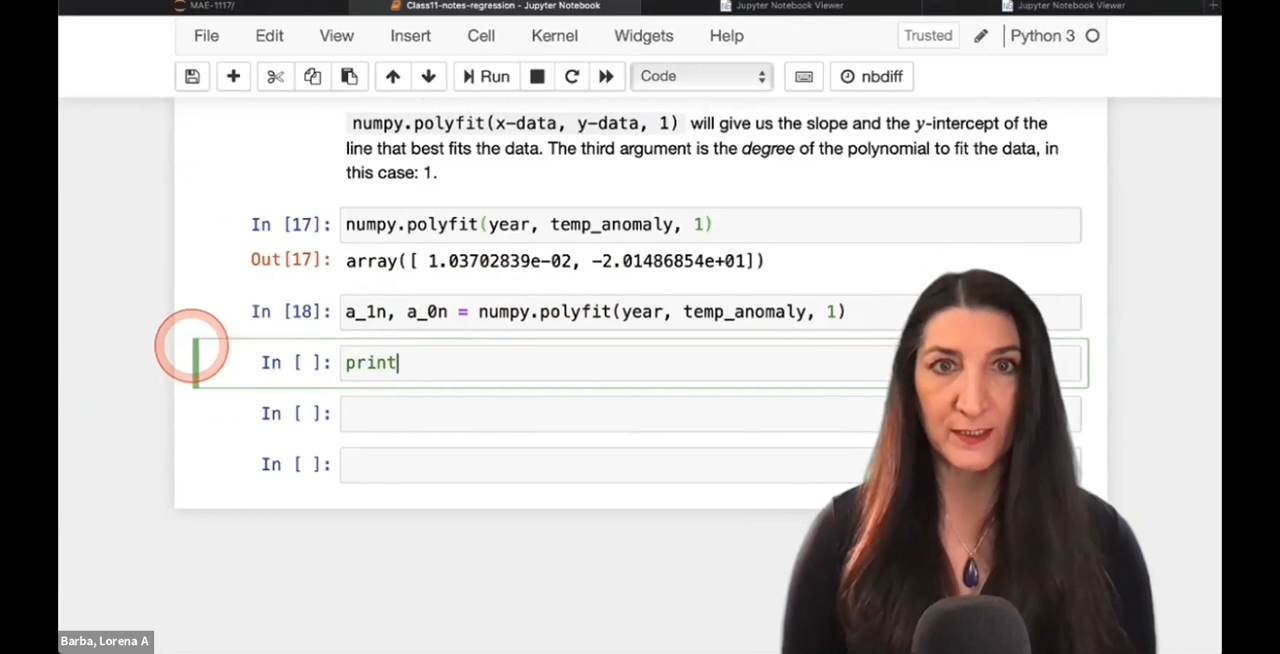 MAE-1117/
Class11-notes-regression - Jupyter Notebook
Jupyter Notebook Viewer
Jupyter Notebook Viewer
+
File Edit View Insert Cell Kernel Widgets Help Trusted Python 3
Run Code nbdiff
numpy.polyfit(x-data, y-data, 1) will give us the slope and the y-intercept of the
line that best fits the data. The third argument is the degree of the polynomial to fit the data, in
this case: 1.
In [17]: numpy.polyfit(year, temp_anomaly, 1)
Out[17]: array([ 1.03702839e-02, -2.01486854e+01])
In [18]: a_1n, a_0n = numpy.polyfit(year, temp_anomaly, 1)
In [ ]: print
In [ ]:
In [ ]:
Barba, Lorena A